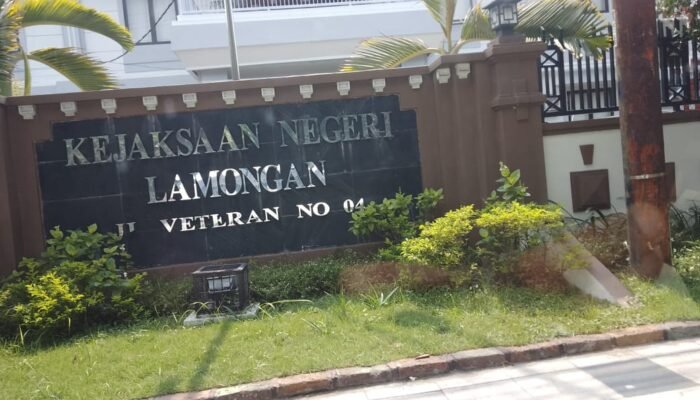 KEJAKSAAN NEGERI
LAMONGAN
JL VETERAN NO 04